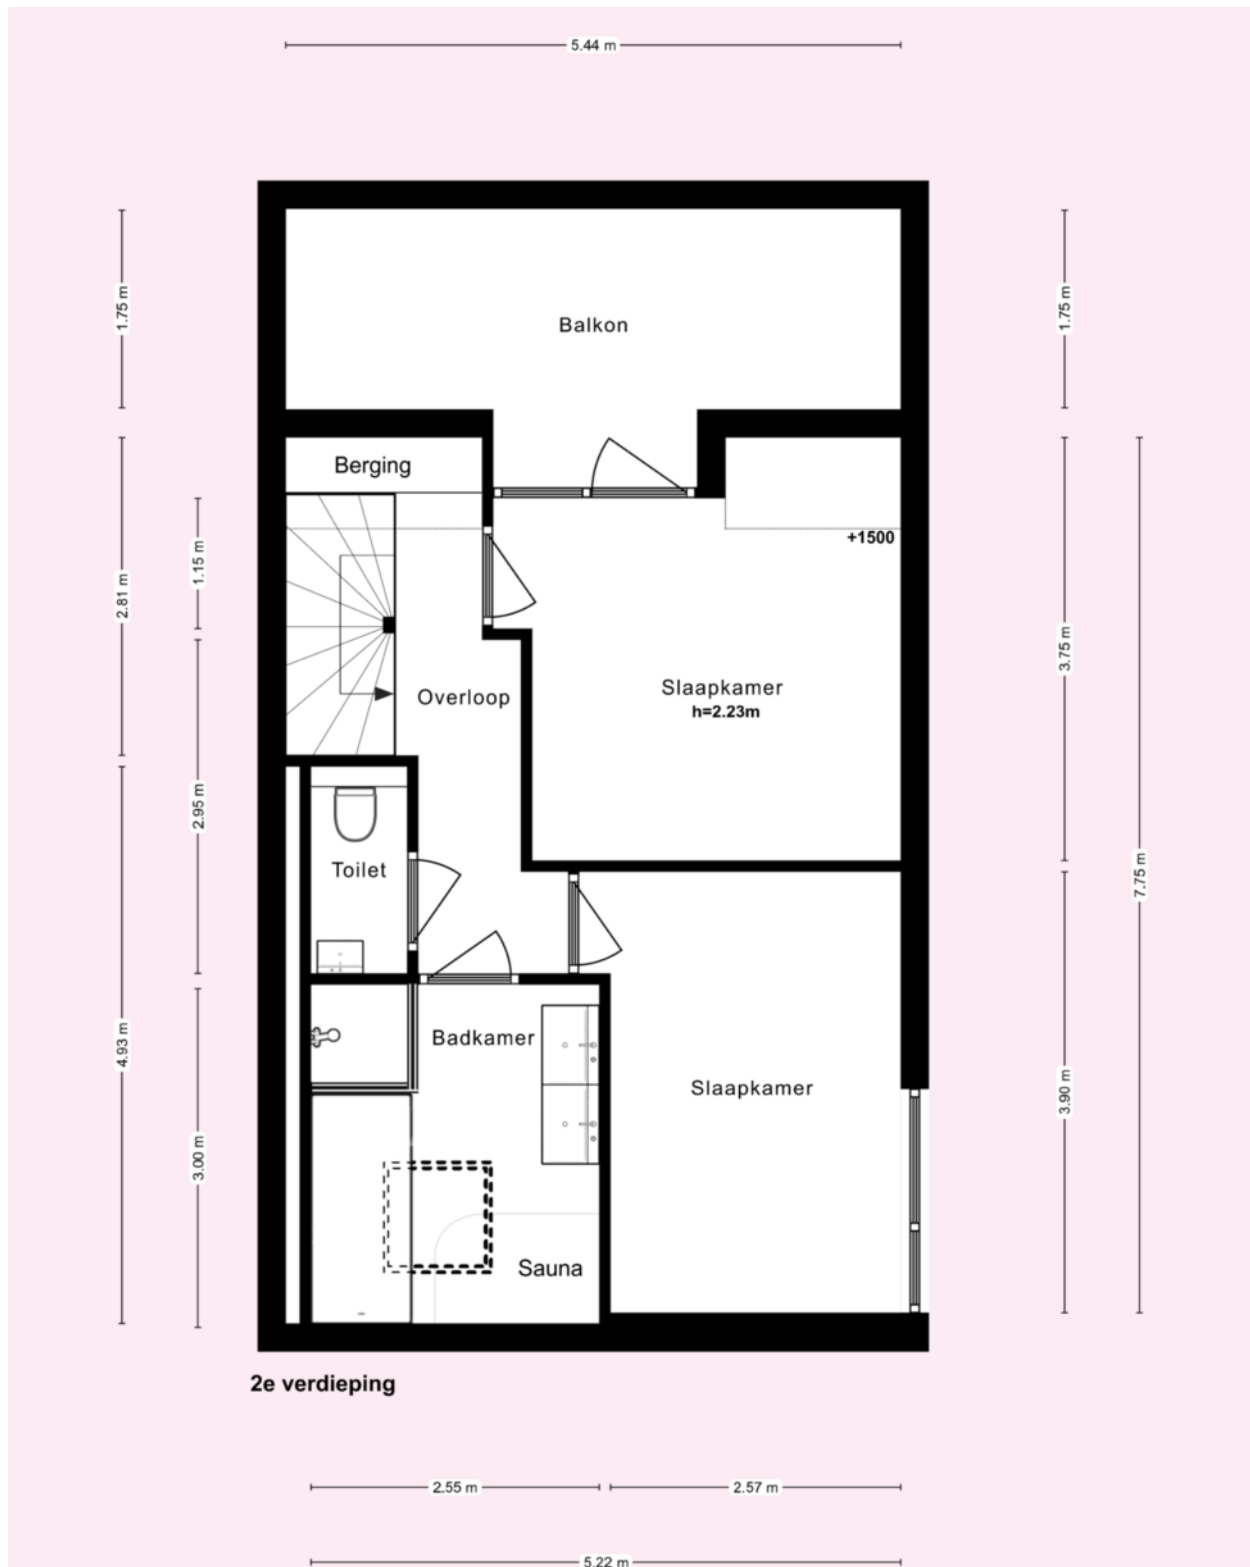 5.44 m
1.75 m
1.75 m
Balkon
Berging
+1500
1.15 m
2.81 m
3.75 m
Slaapkamer
h=2.23m
Overloop
2.95 m
Toilet
7.75 m
Badkamer
4.93 m
Slaapkamer
3.90 m
3.00 m
Sauna
2e verdieping
2.55 m
2.57 m
5.22 m